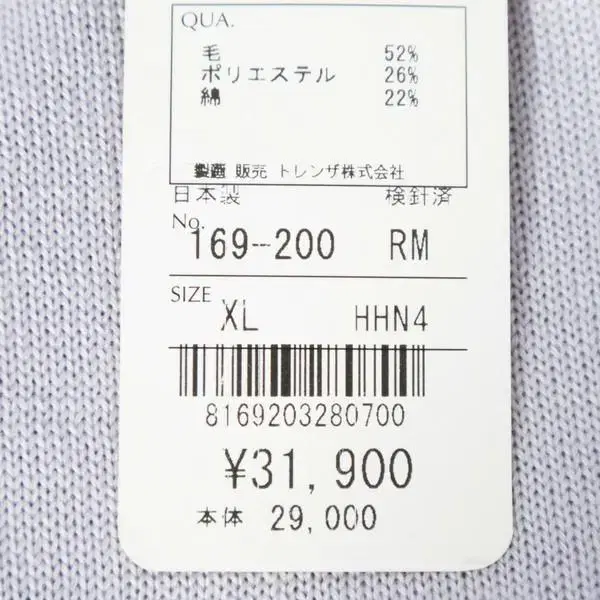 QUA.
毛 52%
ポリエステル 26%
綿 22%
製造 販売 トレンザ株式会社
日本製 検針済
No. 169-200 RM
SIZE XL HHN4
8169203280700
¥31,900
本体 29,000